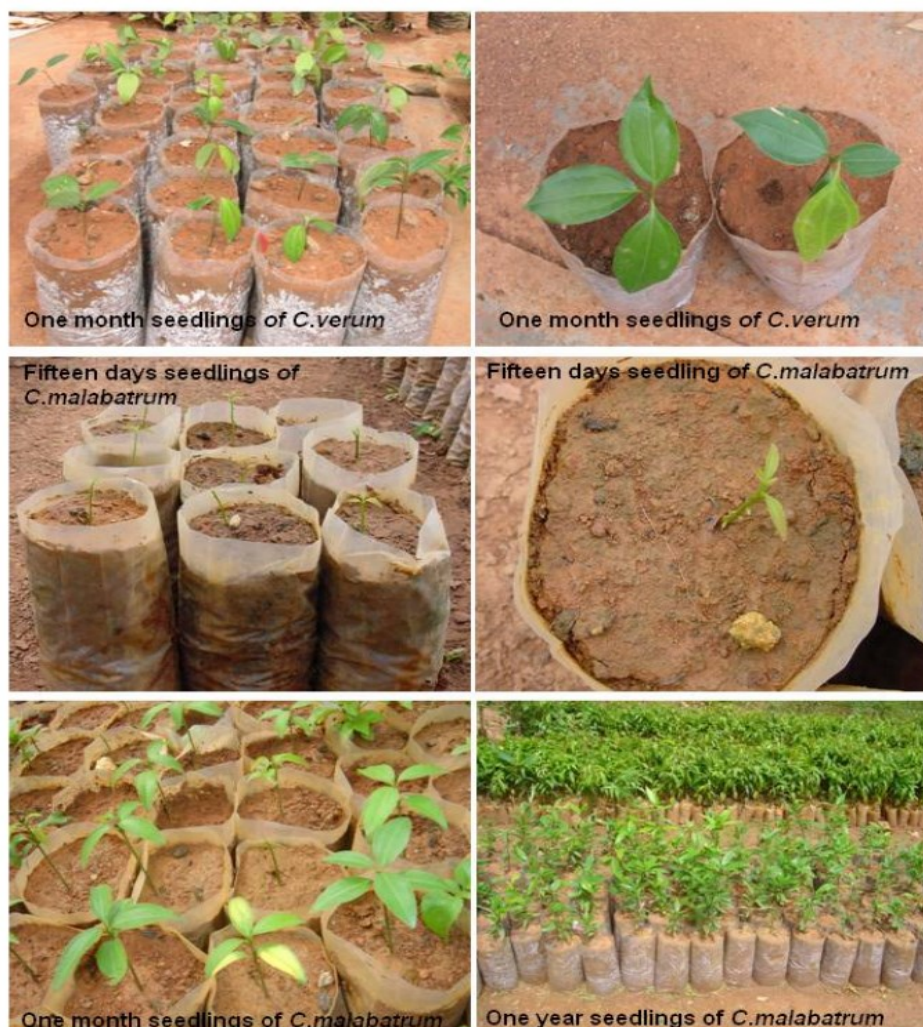 One month seedlings of C.verum
One month seedlings of C.verum
Fifteen days seedlings of
C.malabatrum
Fifteen days seedling of C.malabatrum
One month seedlings of C.malabatrum
One year seedlings of C.malabatrum